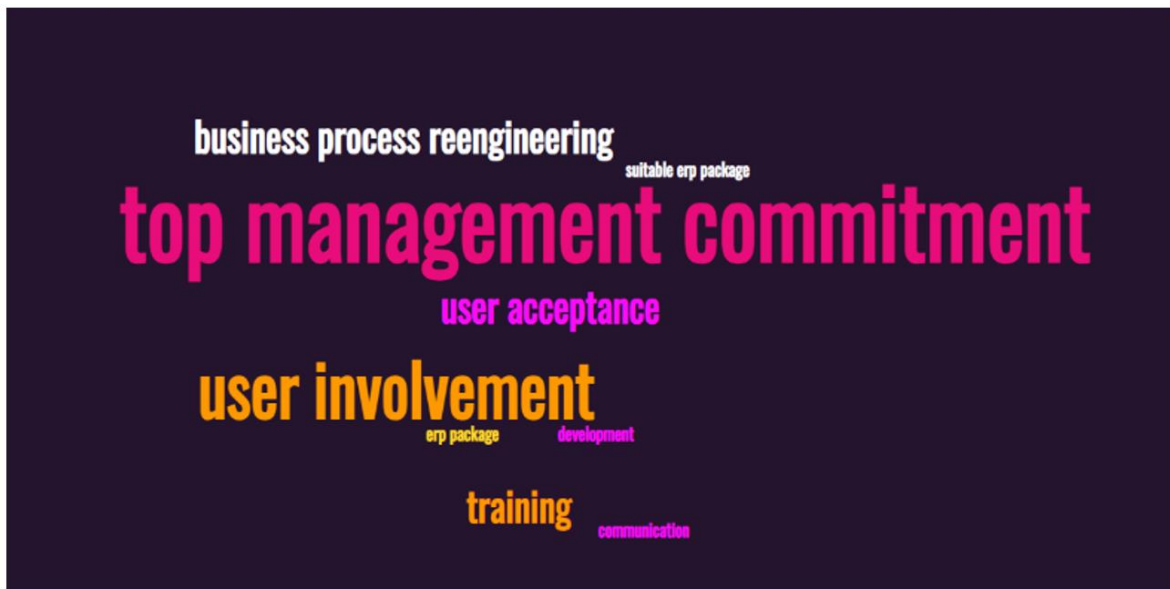 business process reengineering
suitable erp package
top management commitment
user acceptance
user involvement
erp package
development
training
communication